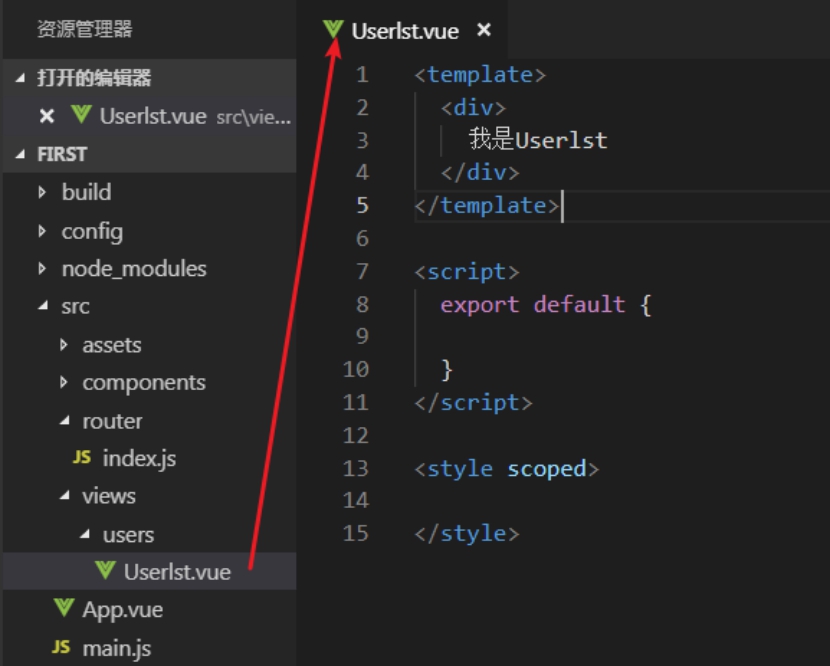 资源管理器
打开的编辑器
Userlst.vue src\vie...
FIRST
build
config
node_modules
src
assets
components
router
JS index.js
views
users
Userlst.vue
App.vue
JS main.js
Userlst.vue
1 <template>
2 <div>
3 我是Userlst
4 </div>
5 </template>
6
7 <script>
8 export default {
9
10 }
11 </script>
12
13 <style scoped>
14
15 </style>